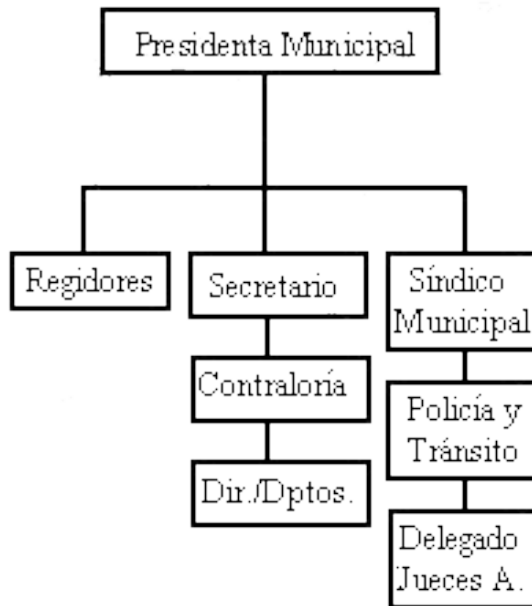 Presidenta Municipal
Regidores
Secretario
Síndico
Municipal
Contraloría
Policía y
Tránsito
Dir./Dptos.
Delegado
Jueces A.